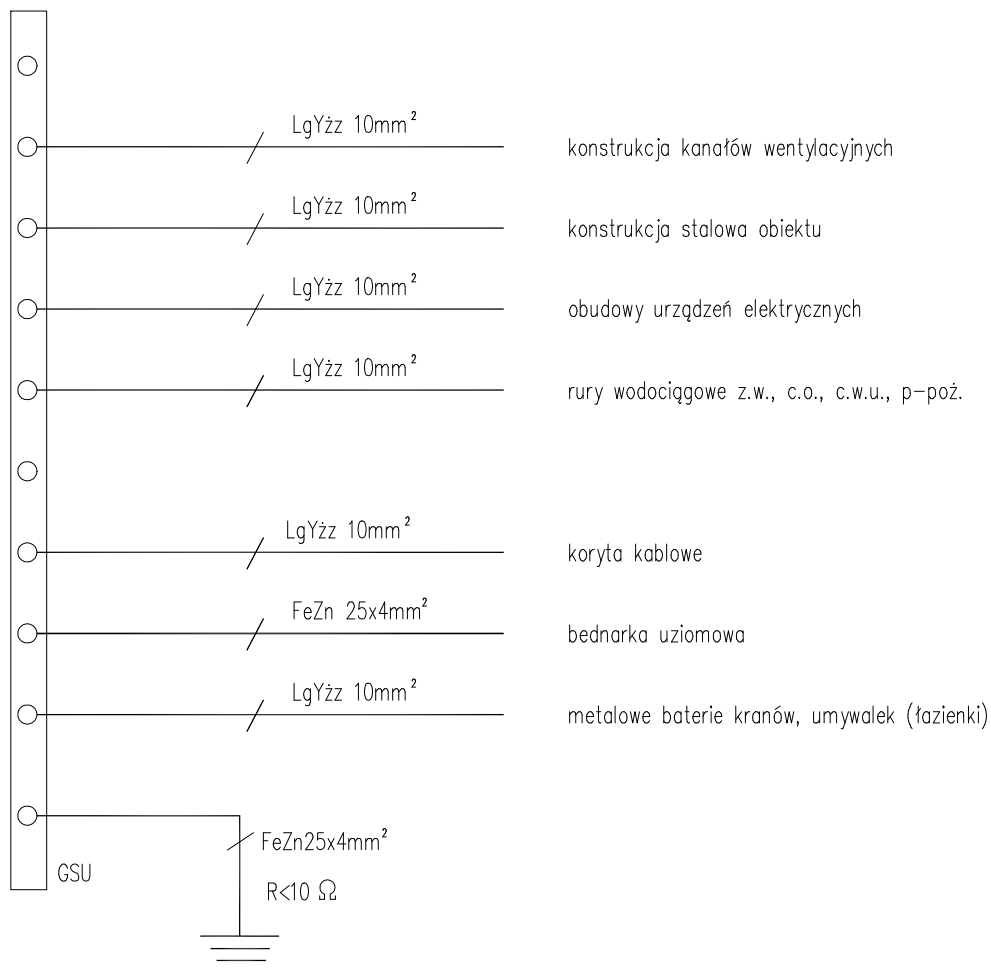 LgYżz 10mm²
konstrukcja kanałów wentylacyjnych
LgYżz 10mm²
konstrukcja stalowa obiektu
LgYżz 10mm²
obudowy urządzeń elektrycznych
LgYżz 10mm²
rury wodociągowe z.w., c.o., c.w.u., p-poż.
LgYżz 10mm²
koryta kablowe
FeZn 25x4mm²
bednarka uziomowa
LgYżz 10mm²
metalowe baterie kranów, umywalek (łazienki)
FeZn25x4mm²
GSU
R<10 Ω